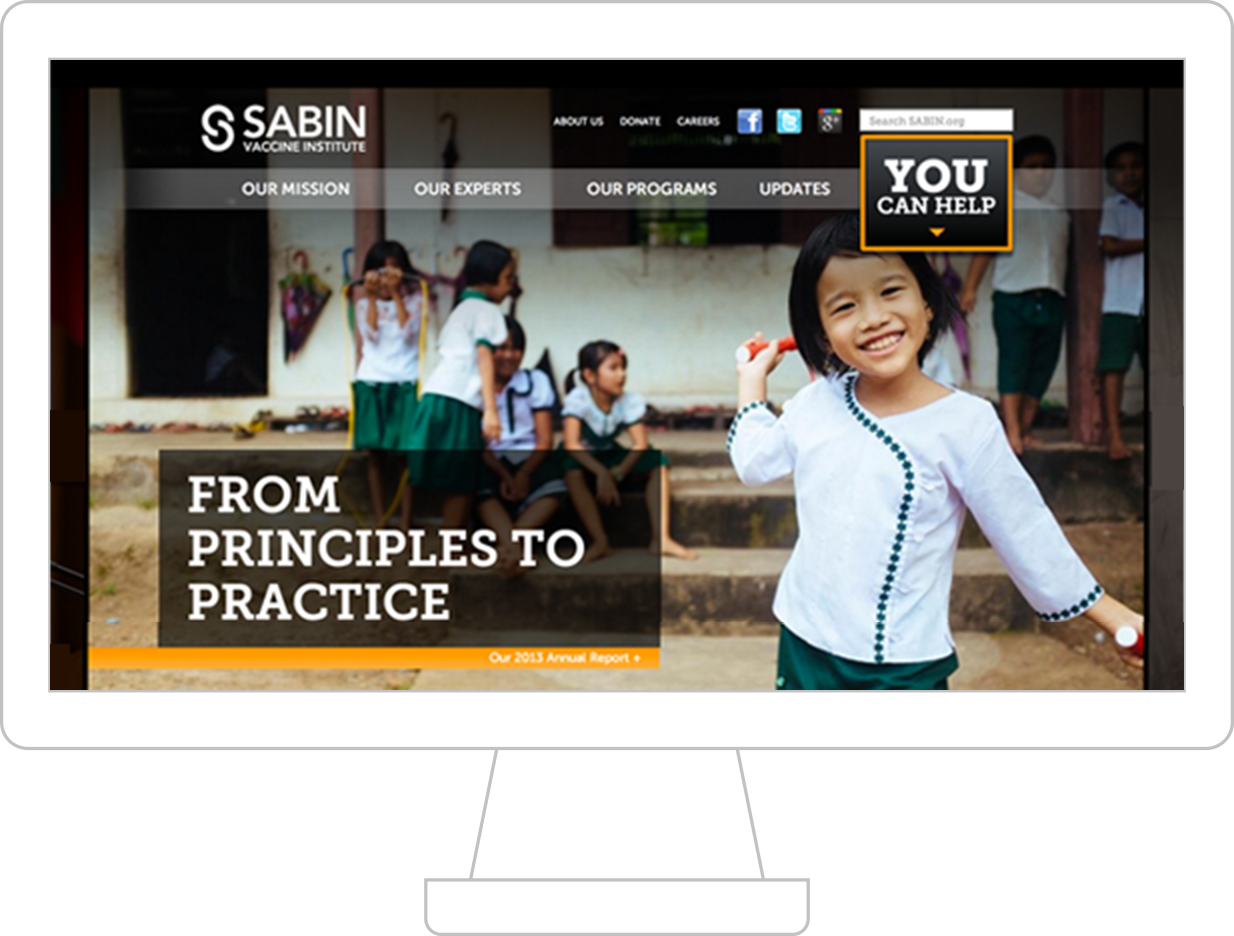 SABIN
VACCINE INSTITUTE
ABOUT US DONATE CAREERS
Search SABIN.org
OUR MISSION OUR EXPERTS OUR PROGRAMS UPDATES
YOU
CAN HELP
FROM
PRINCIPLES TO
PRACTICE
Our 2013 Annual Report +